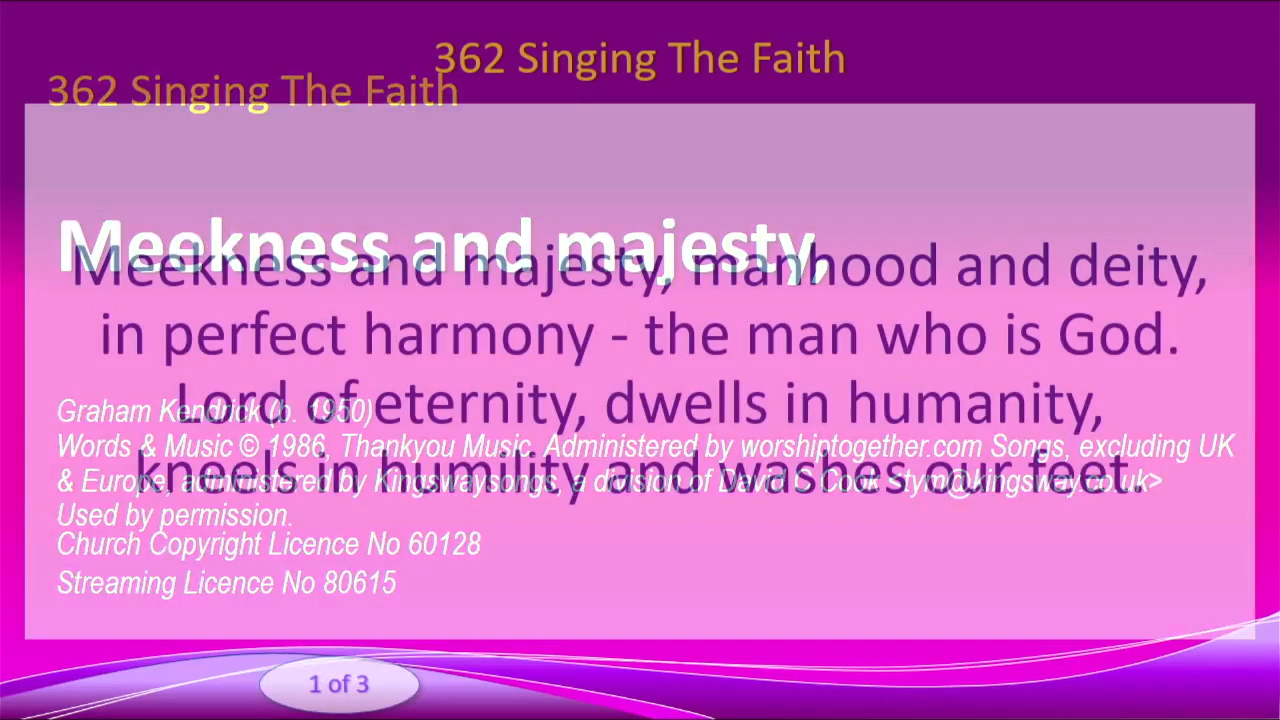 362 Singing The Faith
362 Singing The Faith
Meekness and majesty,
Meekness and majesty, manhood and deity,
in perfect harmony - the man who is God.
Lord of eternity, dwells in humanity,
kneels in humility and washes our feet.
Graham Kendrick (b. 1950)
Words & Music © 1986, Thankyou Music. Administered by worshiptogether.com Songs, excluding UK
& Europe, administered by Kingswaysongs, a division of David C Cook <tym@kingsway.co.uk>
Used by permission.
Church Copyright Licence No 60128
Streaming Licence No 80615
1 of 3